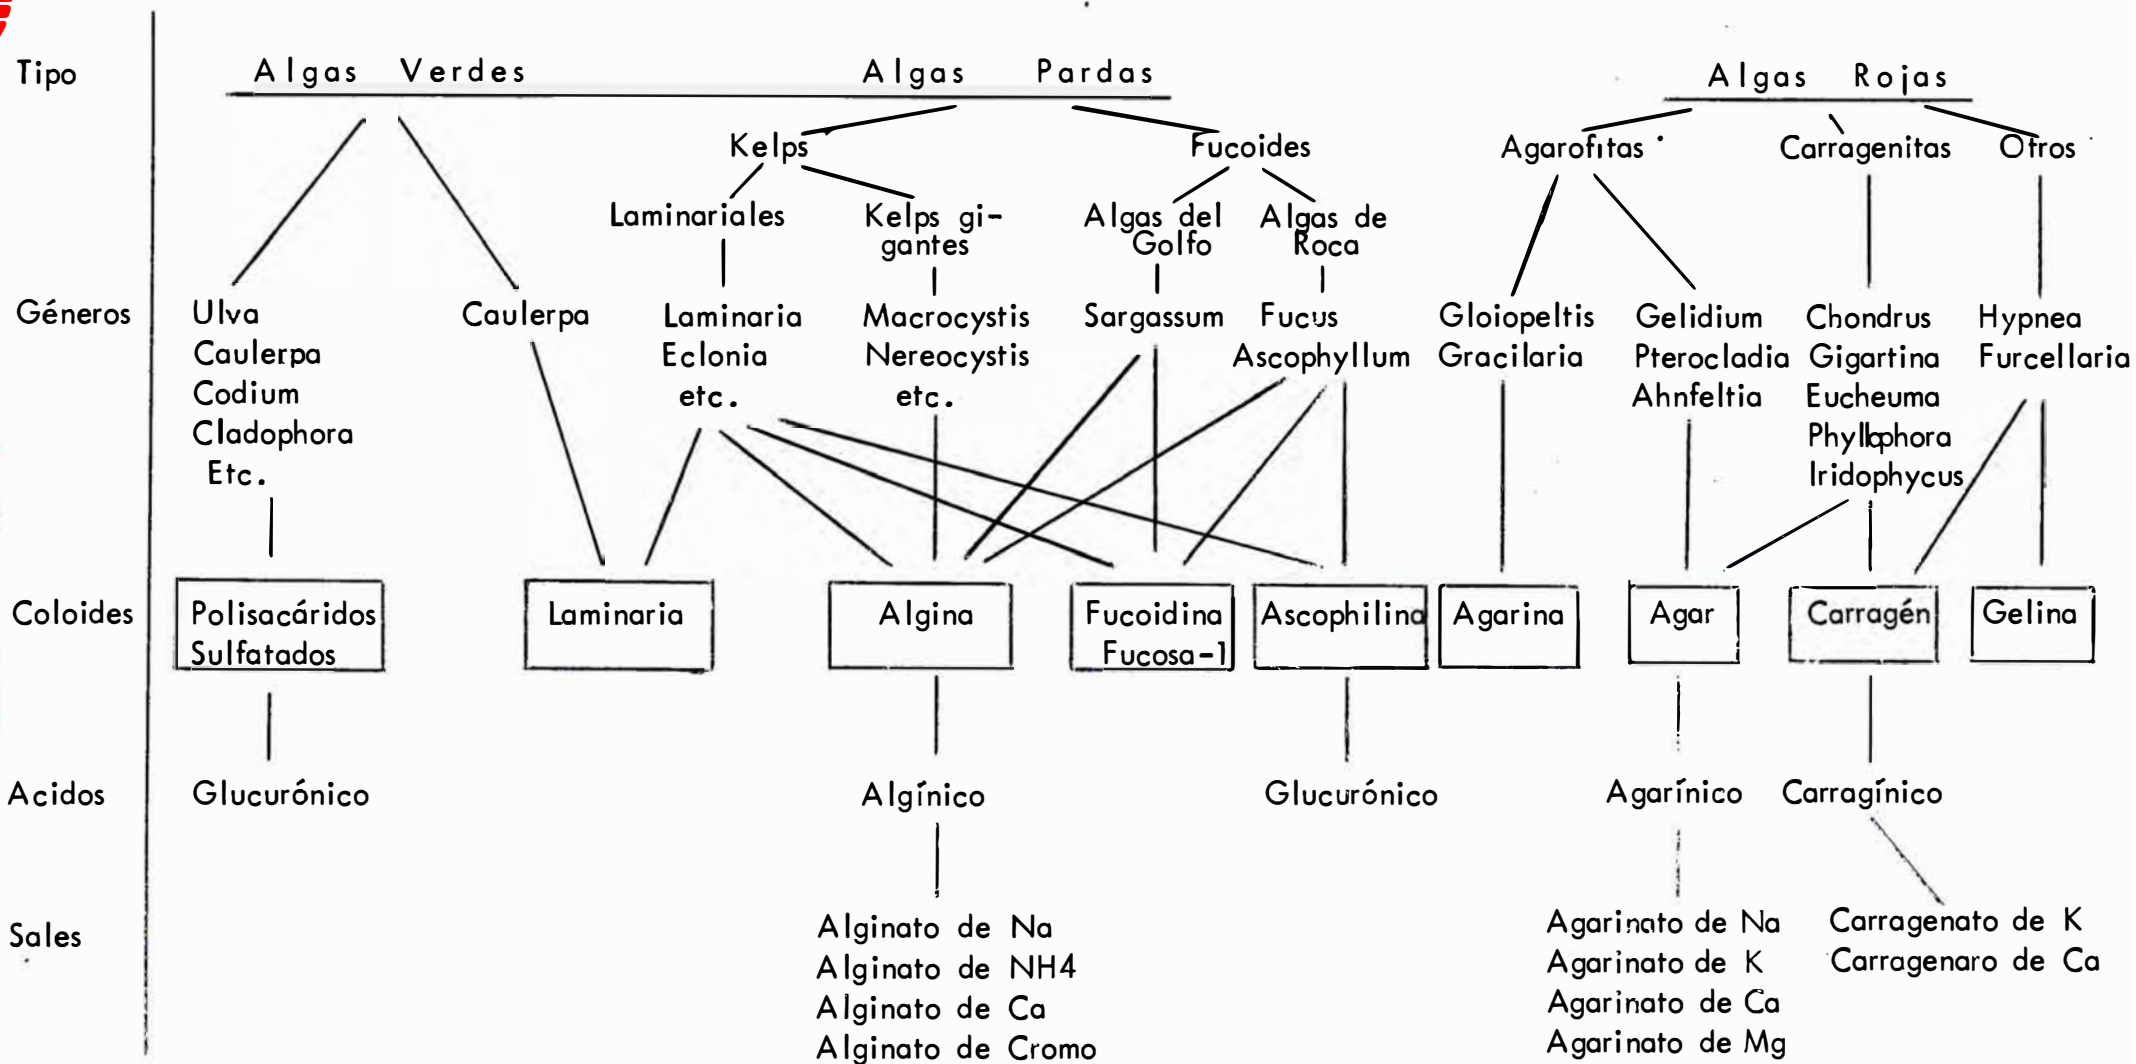 Tipo
Algas Verdes
Algas Pardas
Algas Rojas
Kelps
Fucoides
Agarofitas
Carragenitas
Otros
Laminariales
Kelps gi-
gantes
Algas del
Golfo
Algas de
Roca
Géneros
Ulva
Caulerpa
Codium
Cladophora
Etc.
Caulerpa
Laminaria
Eclonia
etc.
Macrocystis
Nereocystis
etc.
Sargassum
Fucus
Ascophyllum
Gloiopeltis
Gracilaria
Gelidium
Pterocladia
Ahnfeltia
Chondrus
Gigartina
Eucheuma
Phyllophora
Iridophycus
Hypnea
Furcellaria
Coloides
Polisacáridos
Sulfatados
Laminaria
Algina
Fucoidina
Fucosa-1
Ascophilina
Agarina
Agar
Carragén
Gelina
Acidos
Glucurónico
Algínico
Glucurónico
Agarínico
Carragínico
Sales
Alginato de Na
Alginato de NH4
Alginato de Ca
Alginato de Cromo
Agarinato de Na
Agarinato de K
Agarinato de Ca
Agarinato de Mg
Carragenato de K
Carragenaro de Ca